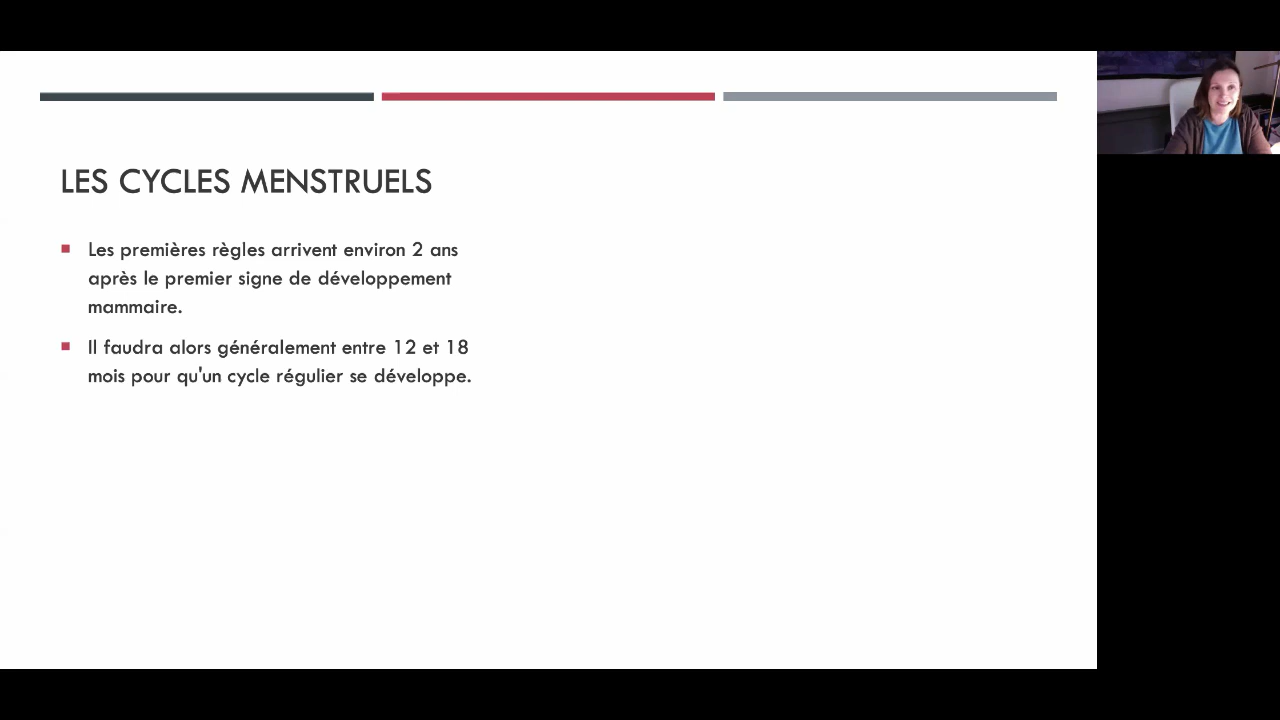 LES CYCLES MENSTRUELS
Les premières règles arrivent environ 2 ans
après le premier signe de développement
mammaire.
Il faudra alors généralement entre 12 et 18
mois pour qu'un cycle régulier se développe.